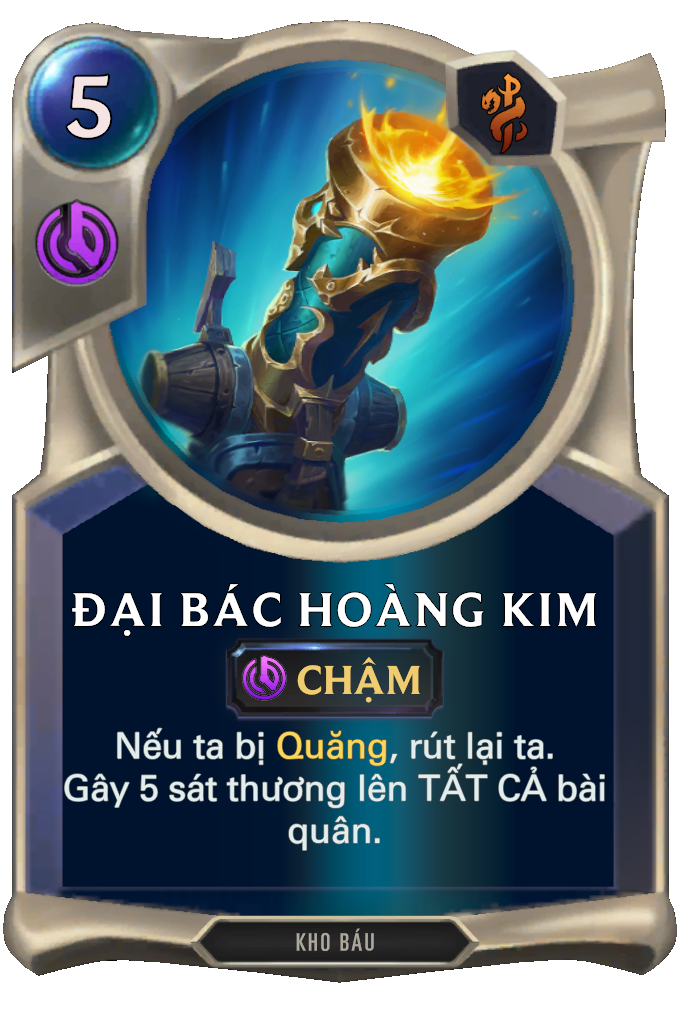 5
ĐẠI BÁC HOÀNG KIM
CHẬM
Nếu ta bị Quăng, rút lại ta.
Gây 5 sát thương lên TẤT CẢ bài
quân.
KHO BÁU